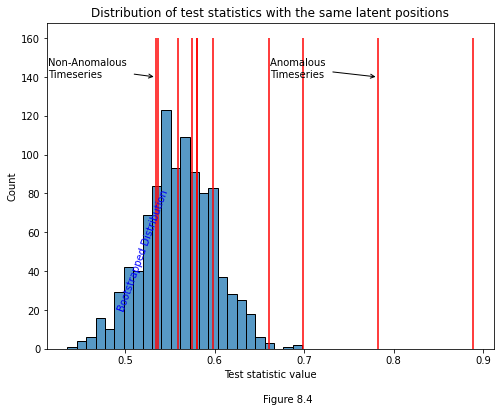 Distribution of test statistics with the same latent positions
160
140
120
100
80
60
40
20
0
Count
Non-Anomalous
Timeseries
Anomalous
Timeseries
Bootstrapped Distribution
0.5 0.6 0.7 0.8 0.9
Test statistic value
Figure 8.4